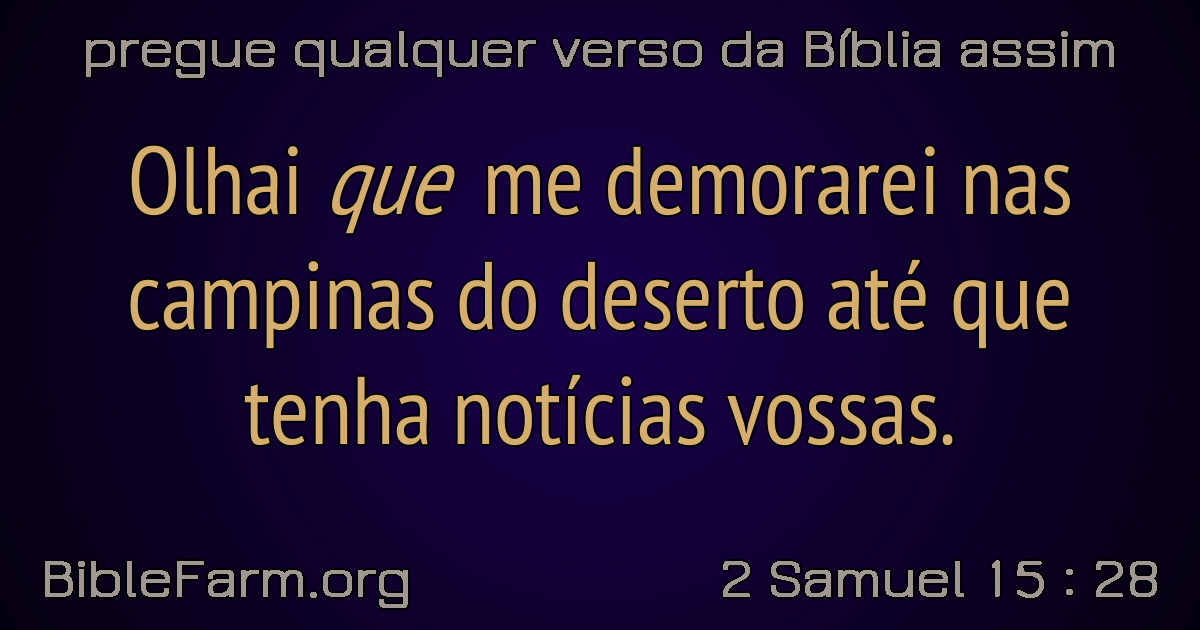 pregue qualquer verso da Bíblia assim
Olhai que me demorarei nas
campinas do deserto até que
tenha notícias vossas.
BibleFarm.org
2 Samuel 15 : 28